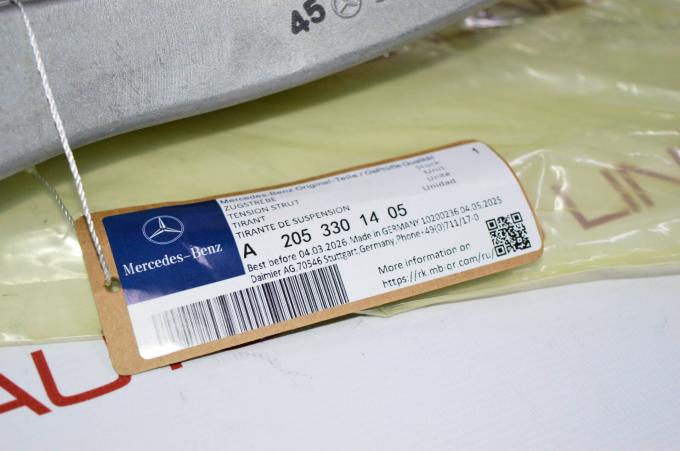 45
Mercedes-Benz Original-Teile / Geprüfte Qualität
1
ZUGSTREBE
Stück
TENSION STRUT
Unit
TIRANT
Unité
TIRANTE DE SUSPENSION
Unidad
Mercedes-Benz
A 205 330 14 05
Best before 04.03.2026, Made in GERMANY 10200236 04.05.2025
Daimler AG,70546 Stuttgart,Germany, Phone +49(0)711/17-0
More information on
https://rk.mb-qr.com/ru/
AUT